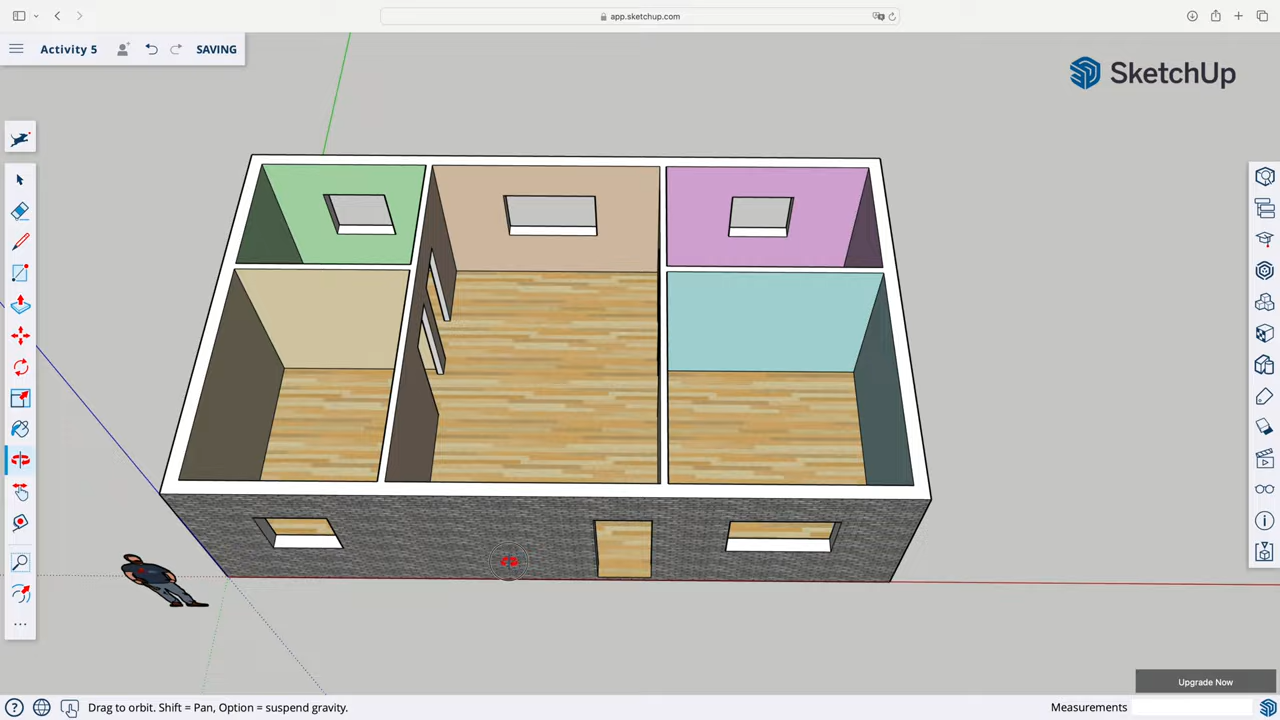 app.sketchup.com
Activity 5
SAVING
SketchUp
Upgrade Now
Drag to orbit. Shift = Pan, Option = suspend gravity.
Measurements